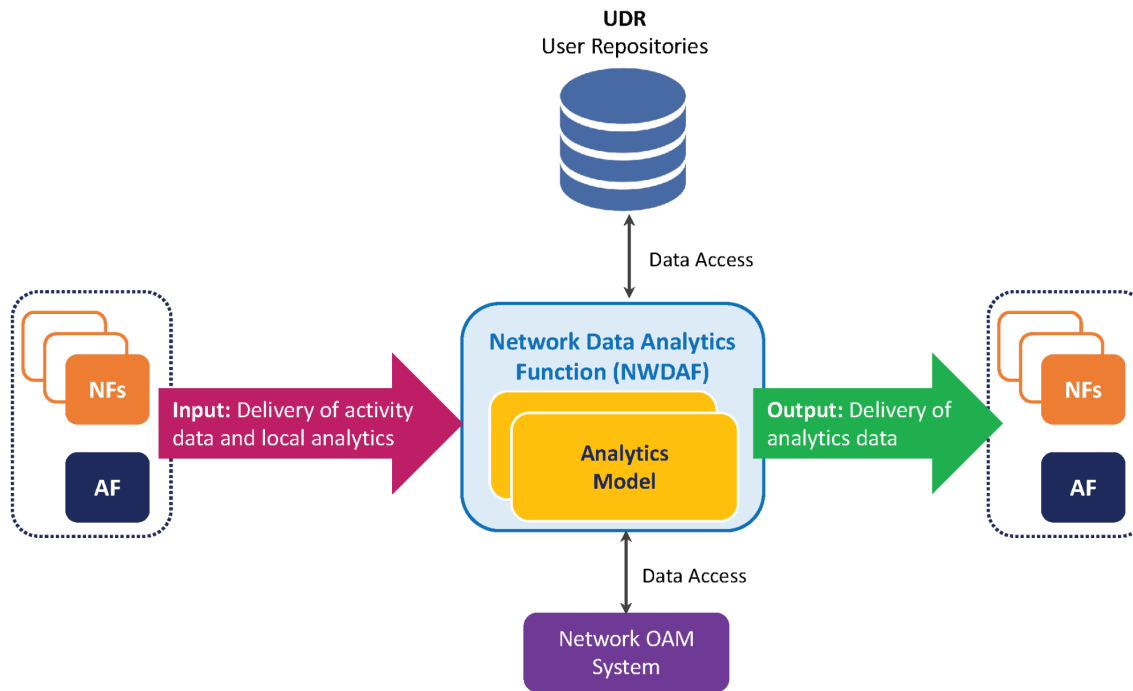 UDR
User Repositories
Data Access
NFs
AF
Input: Delivery of activity
data and local analytics
Network Data Analytics
Function (NWDAF)
Analytics
Model
Output: Delivery of
analytics data
NFs
AF
Data Access
Network OAM
System